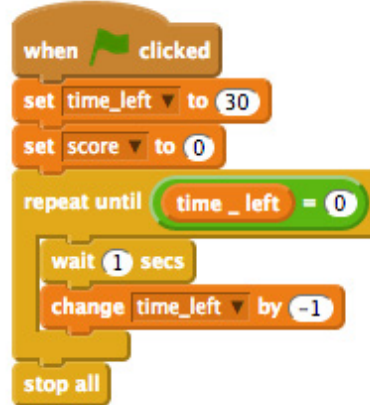 when clicked
set time_left to 30
set score to 0
repeat until time _ left = 0
wait 1 secs
change time_left by -1
stop all